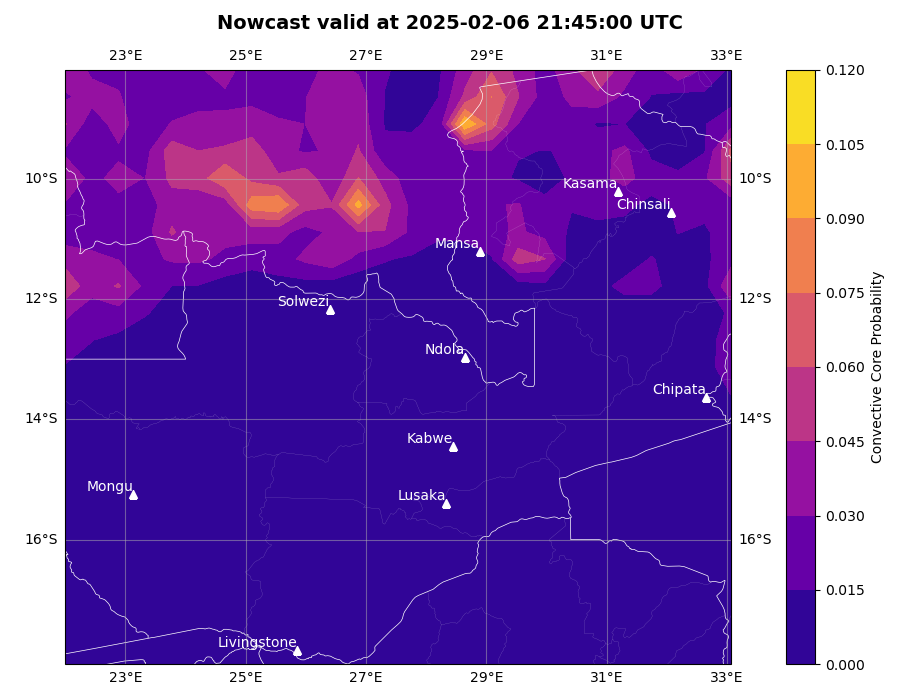 Nowcast valid at 2025-02-06 21:45:00 UTC
23°E 25°E 27°E 29°E 31°E 33°E
0.120
0.105
10°S Kasama 10°S
Chinsali
0.090
Mansa
0.075
12°S Solwezi 12°S
Ndola
0.060
Chipata
14°S 14°S
Kabwe
0.045
Mongu Lusaka
0.030
16°S 16°S
0.015
Livingstone
0.000
23°E 25°E 27°E 29°E 31°E 33°E
Convective Core Probability